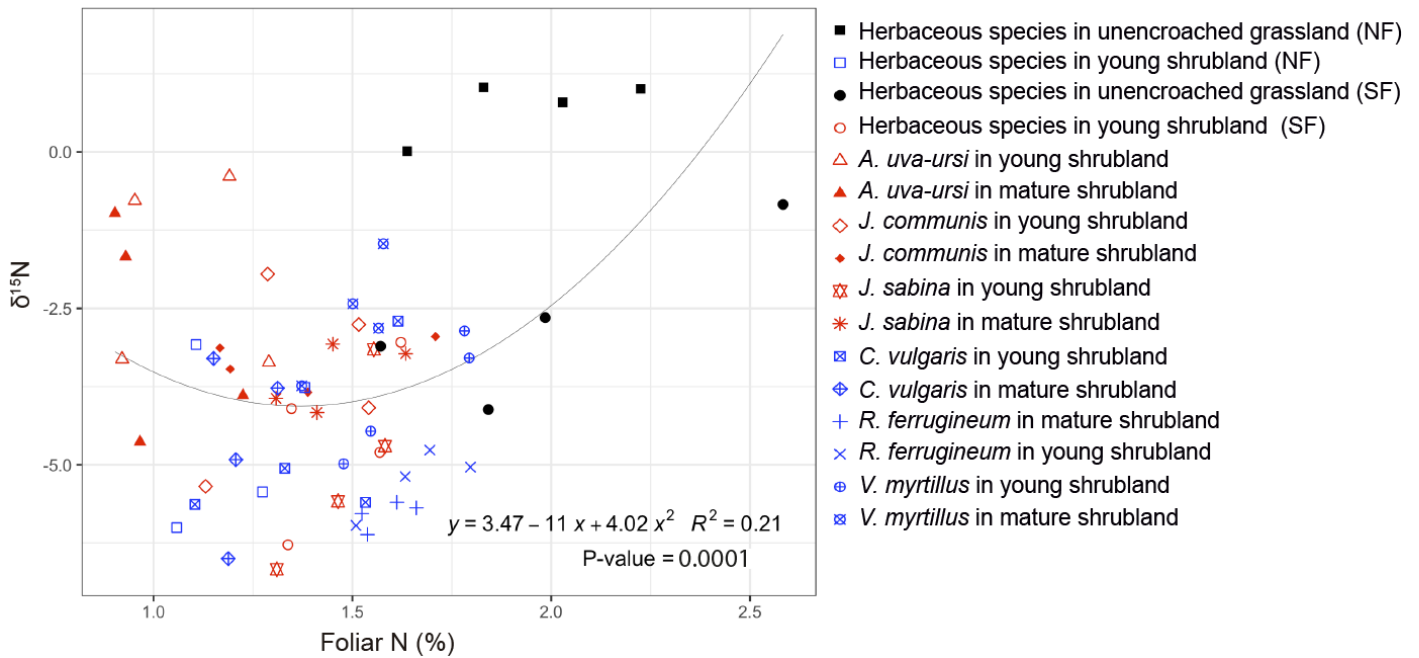 δ¹⁵N
0.0
-2.5
-5.0
y = 3.47 – 11 x + 4.02 x² R² = 0.21
P-value = 0.0001
1.0 1.5 2.0 2.5
Foliar N (%)
Herbaceous species in unencroached grassland (NF)
Herbaceous species in young shrubland (NF)
Herbaceous species in unencroached grassland (SF)
Herbaceous species in young shrubland (SF)
A. uva-ursi in young shrubland
A. uva-ursi in mature shrubland
J. communis in young shrubland
J. communis in mature shrubland
J. sabina in young shrubland
J. sabina in mature shrubland
C. vulgaris in young shrubland
C. vulgaris in mature shrubland
R. ferrugineum in mature shrubland
R. ferrugineum in young shrubland
V. myrtillus in young shrubland
V. myrtillus in mature shrubland